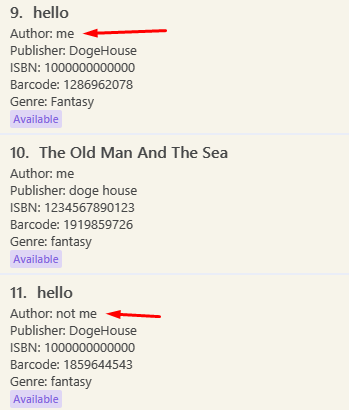 9. hello
Author: me
Publisher: DogeHouse
ISBN: 1000000000000
Barcode: 1286962078
Genre: Fantasy
Available
10. The Old Man And The Sea
Author: me
Publisher: doge house
ISBN: 1234567890123
Barcode: 1919859726
Genre: fantasy
Available
11. hello
Author: not me
Publisher: DogeHouse
ISBN: 1000000000000
Barcode: 1859644543
Genre: fantasy
Available